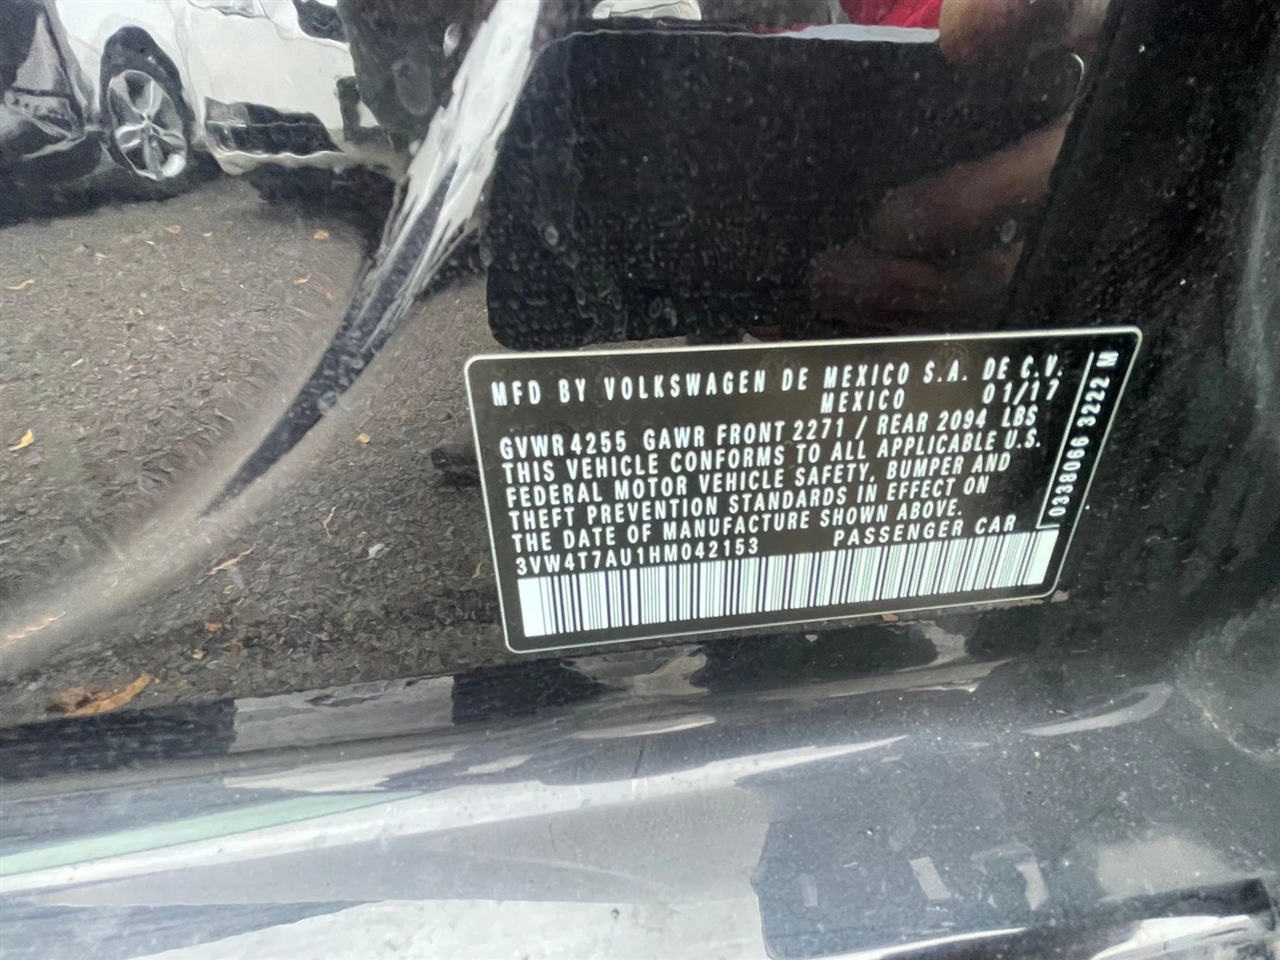 MFD BY VOLKSWAGEN DE MEXICO S.A. DE C.V.
MEXICO 01/17
GVWR 4255 GAWR FRONT 2271 / REAR 2094 LBS
THIS VEHICLE CONFORMS TO ALL APPLICABLE U.S.
FEDERAL MOTOR VEHICLE SAFETY, BUMPER AND
THEFT PREVENTION STANDARDS IN EFFECT ON
THE DATE OF MANUFACTURE SHOWN ABOVE.
3VW4T7AU1HM042153 PASSENGER CAR
0338066 3222 M